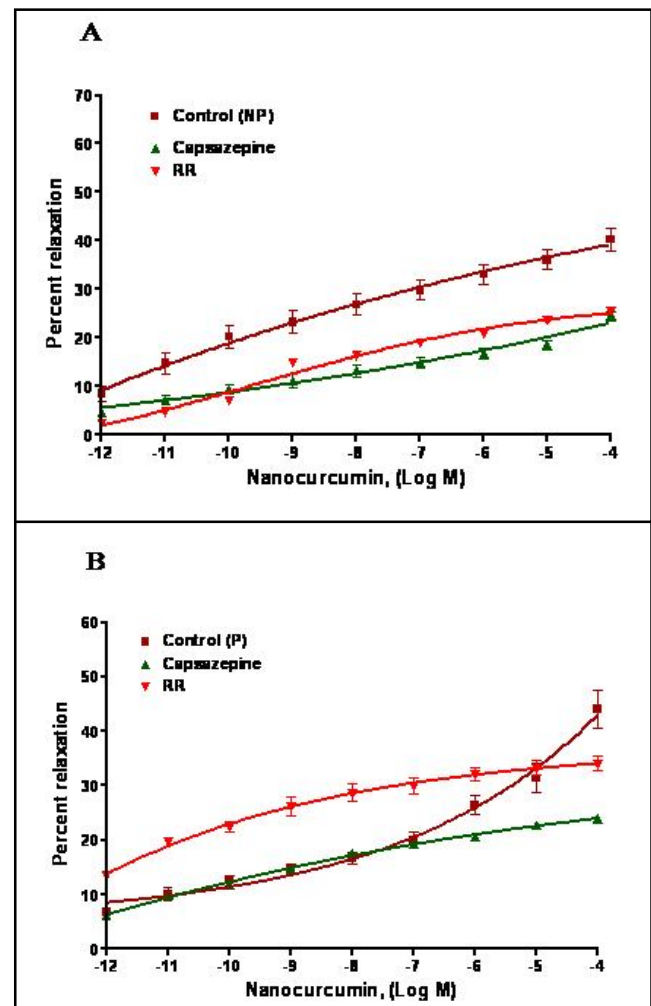 A
70
60
50
40
30
20
10
0
Percent relaxation
Control (NP)
Capsazepine
RR
-12 -11 -10 -9 -8 -7 -6 -5 -4
Nanocurcumin, (Log M)
B
60
50
40
30
20
10
0
Percent relaxation
Control (P)
Capsazepine
RR
-12 -11 -10 -9 -8 -7 -6 -5 -4
Nanocurcumin, (Log M)